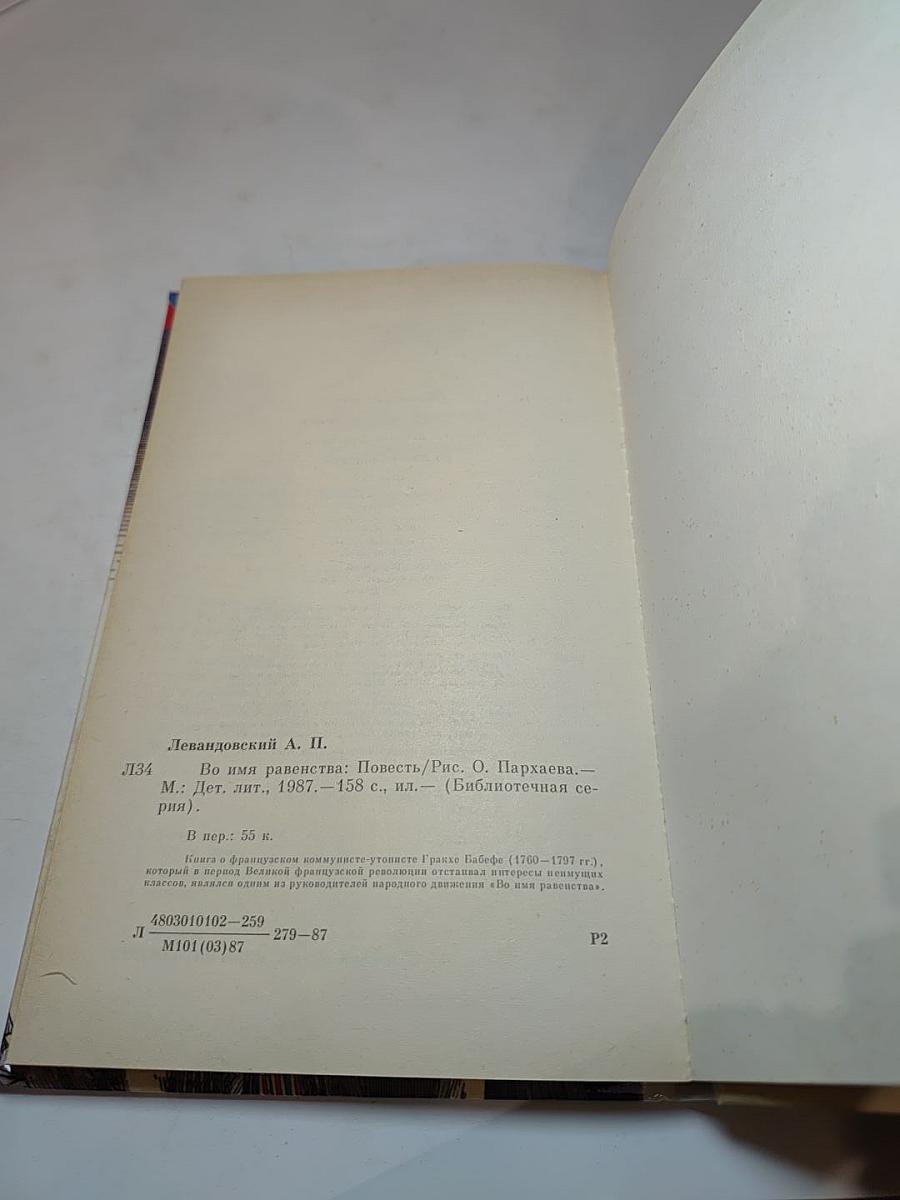 Левандовский А. П.
Л34 Во имя равенства: Повесть/Рис. О. Пархаева.—
М.: Дет. лит., 1987.—158 с., ил.— (Библиотечная се-
рия).
В пер.: 55 к.
Книга о французском коммунисте-утописте Гракхе Бабефе (1760—1797 гг.),
который в период Великой французской революции отстаивал интересы неимущих
классов, являлся одним из руководителей народного движения «Во имя равенства».
4803010102—259
Л 279—87
М101(03)87
Р2